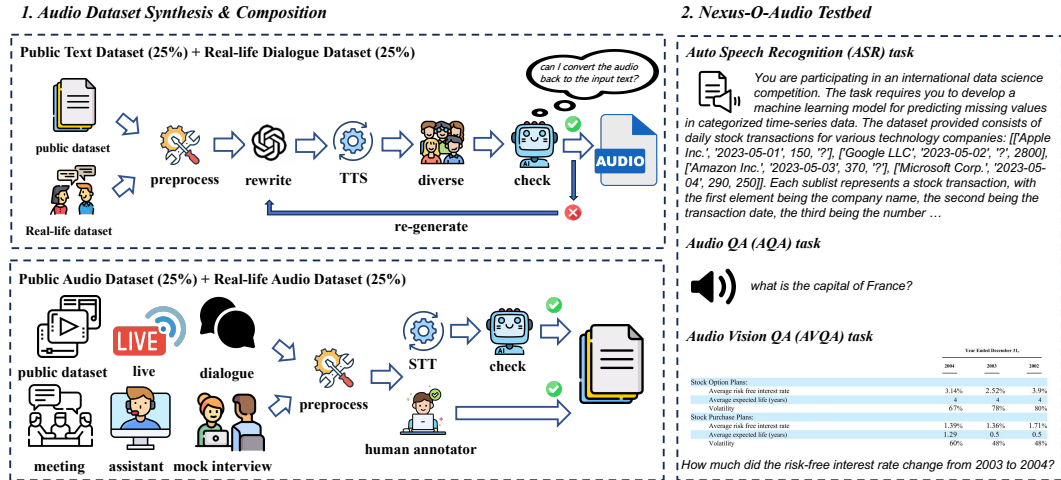 1. Audio Dataset Synthesis & Composition
Public Text Dataset (25%) + Real-life Dialogue Dataset (25%)
can I convert the audio
back to the input text?
public dataset
Real-life dataset
preprocess
rewrite
TTS
diverse
AI
check
AUDIO
re-generate
Public Audio Dataset (25%) + Real-life Audio Dataset (25%)
public dataset
LIVE
live
dialogue
meeting
assistant
mock interview
preprocess
STT
AI
check
human annotator
2. Nexus-O-Audio Testbed
Auto Speech Recognition (ASR) task
You are participating in an international data science
competition. The task requires you to develop a
machine learning model for predicting missing values
in categorized time-series data. The dataset provided consists of
daily stock transactions for various technology companies: [['Apple
Inc.', '2023-05-01', 150, '?'], ['Google LLC', '2023-05-02', '?', 2800],
['Amazon Inc.', '2023-05-03', 370, '?'], ['Microsoft Corp.', '2023-05-
04', 290, 250]]. Each sublist represents a stock transaction, with
the first element being the company name, the second being the
transaction date, the third being the number …
Audio QA (AQA) task
what is the capital of France?
Audio Vision QA (AVQA) task
Year Ended December 31,
2004 2003 2002
Stock Option Plans:
Average risk free interest rate 3.14% 2.52% 3.9%
Average expected life (years) 4 4 4
Volatility 67% 78% 80%
Stock Purchase Plans:
Average risk free interest rate 1.39% 1.36% 1.71%
Average expected life (years) 1.29 0.5 0.5
Volatility 60% 48% 48%
How much did the risk-free interest rate change from 2003 to 2004?